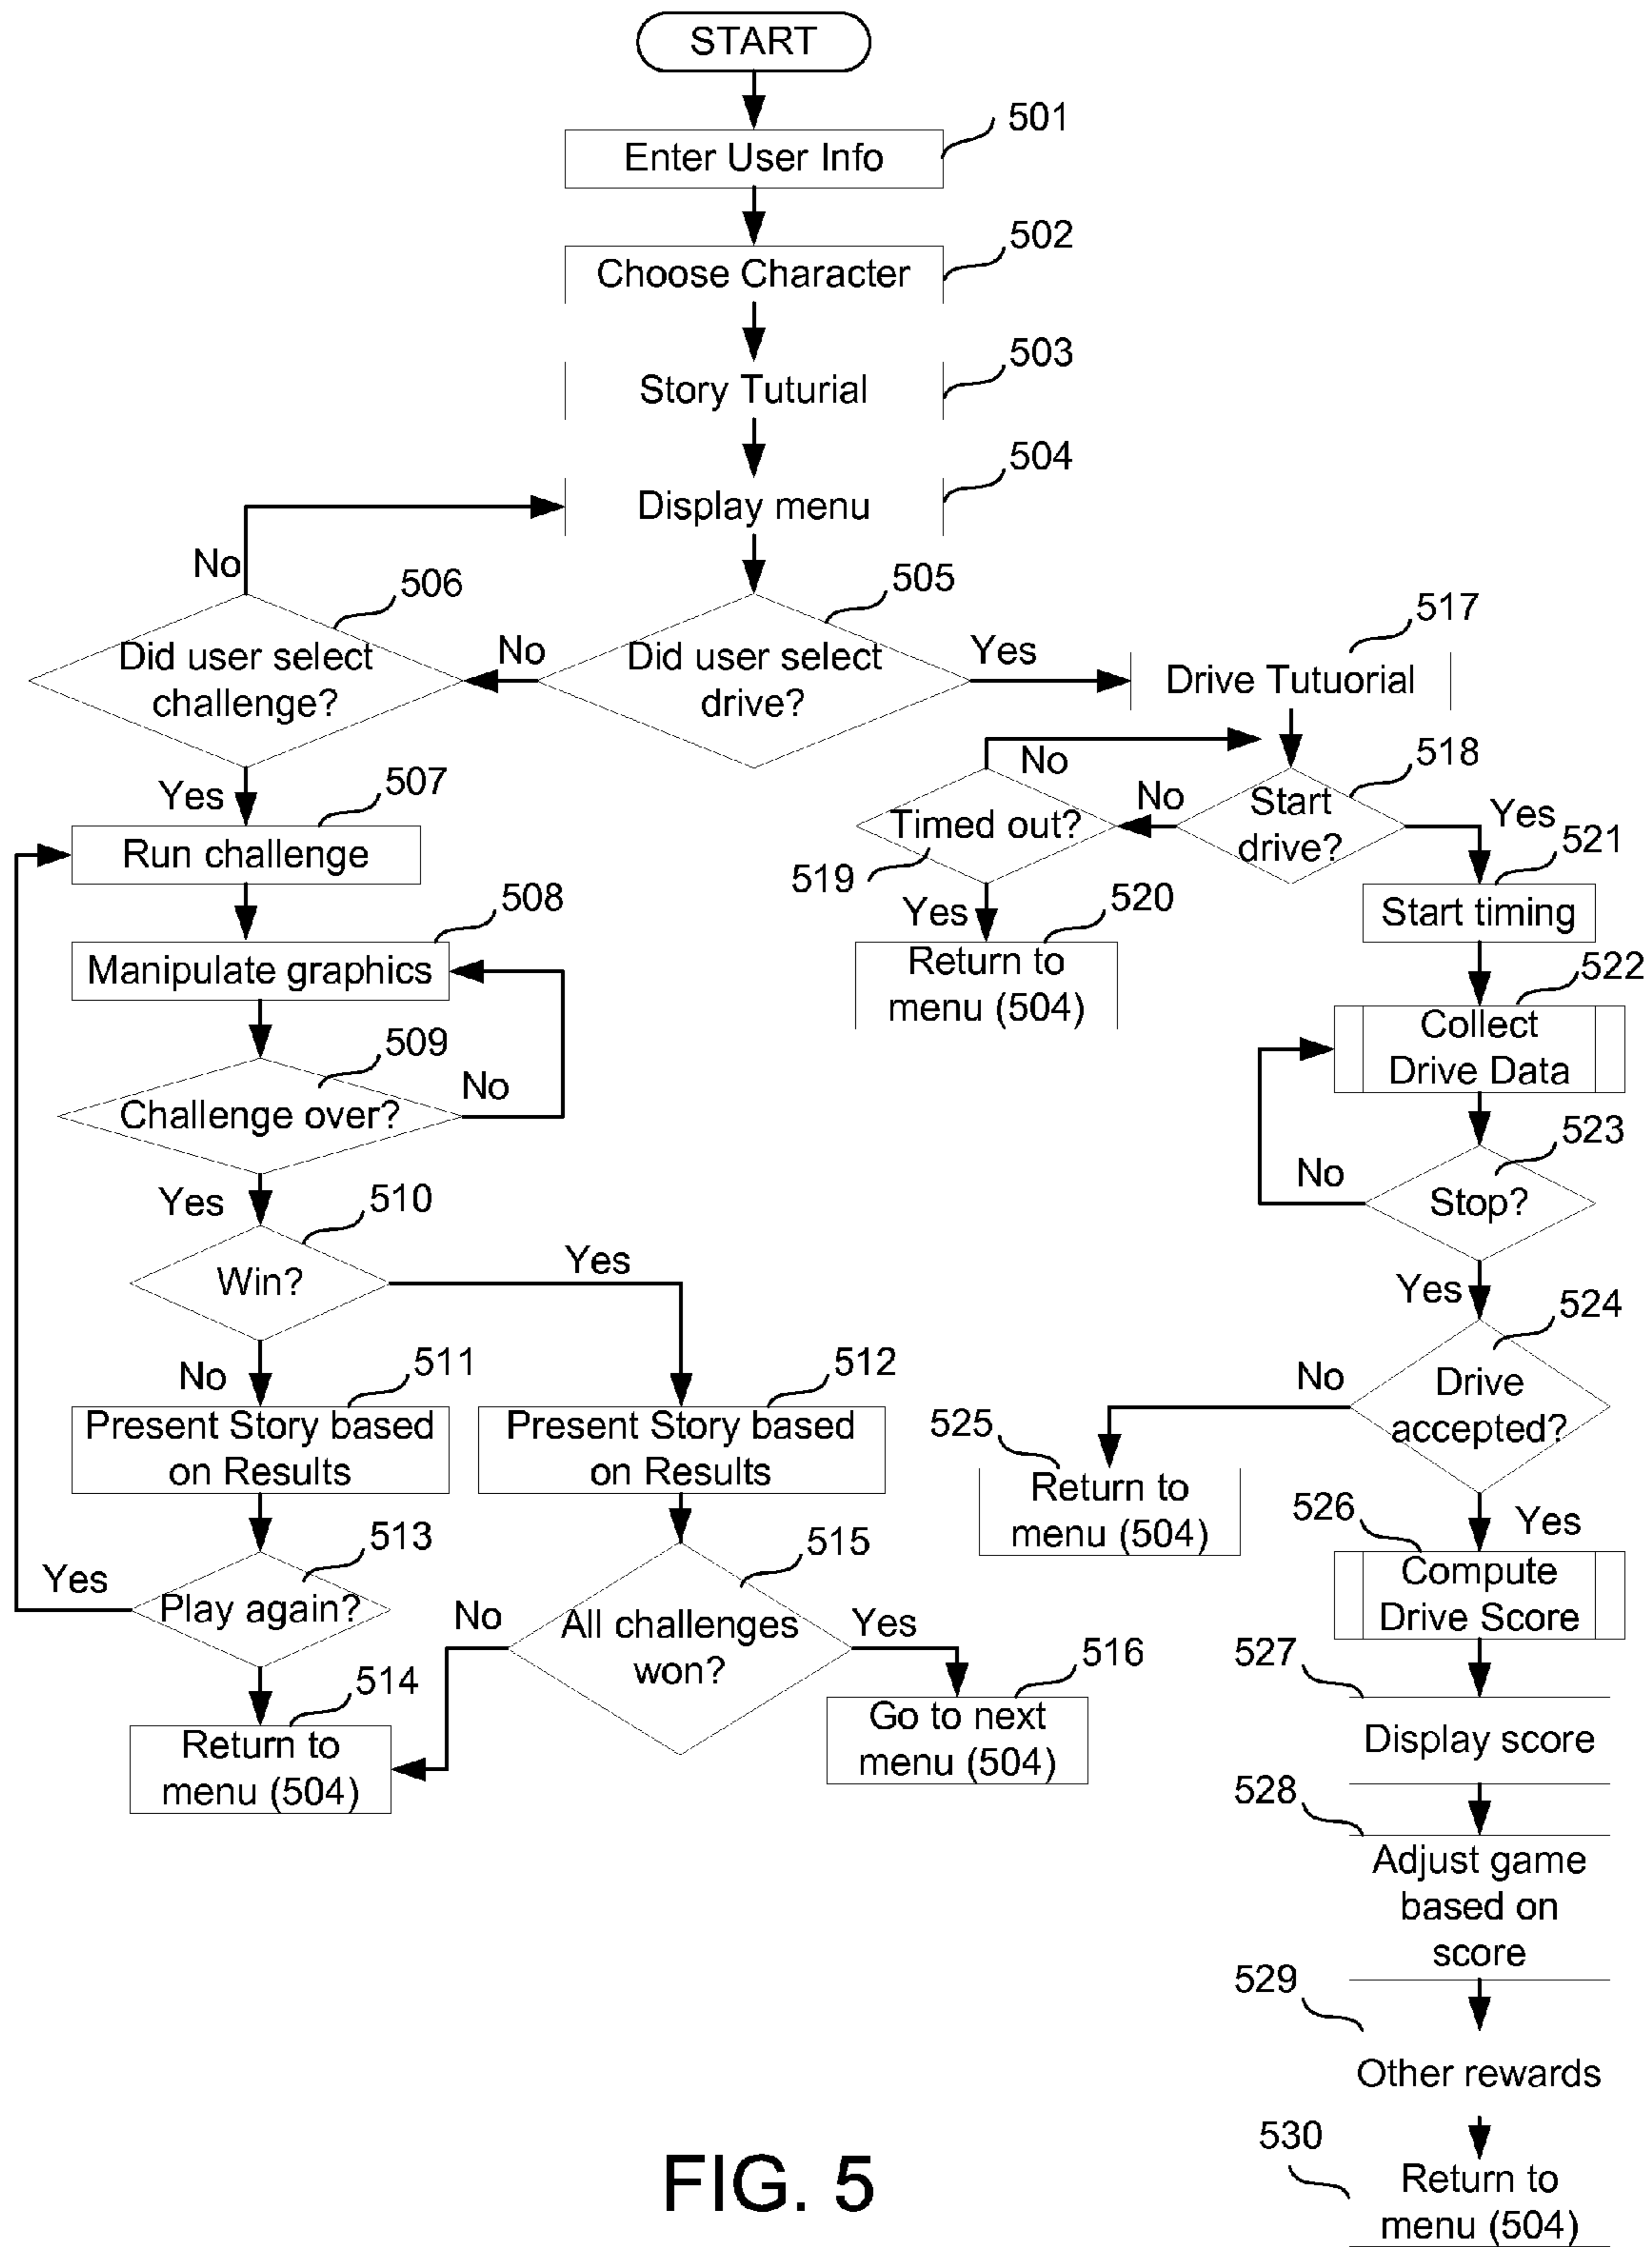 START
501
Enter User Info
502
Choose Character
503
Story Tuturial
504
Display menu
No
506
505
517
Did user select
challenge?
No
Did user select
drive?
Yes
Drive Tutuorial
No
518
Yes
507
Timed out?
No
Start
drive?
Yes
521
Run challenge
519
508
Yes
520
Start timing
Manipulate graphics
Return to
menu (504)
522
Collect
Drive Data
509
Challenge over?
No
523
No
Stop?
Yes
510
Win?
Yes
Yes
524
No
511
512
No
Drive
accepted?
Present Story based
on Results
Present Story based
on Results
525
Return to
menu (504)
526
Yes
513
515
Compute
Drive Score
Yes
Play again?
No
All challenges
won?
Yes
516
527
514
Return to
menu (504)
Go to next
menu (504)
Display score
528
Adjust game
based on
score
529
Other rewards
530
Return to
menu (504)
FIG. 5